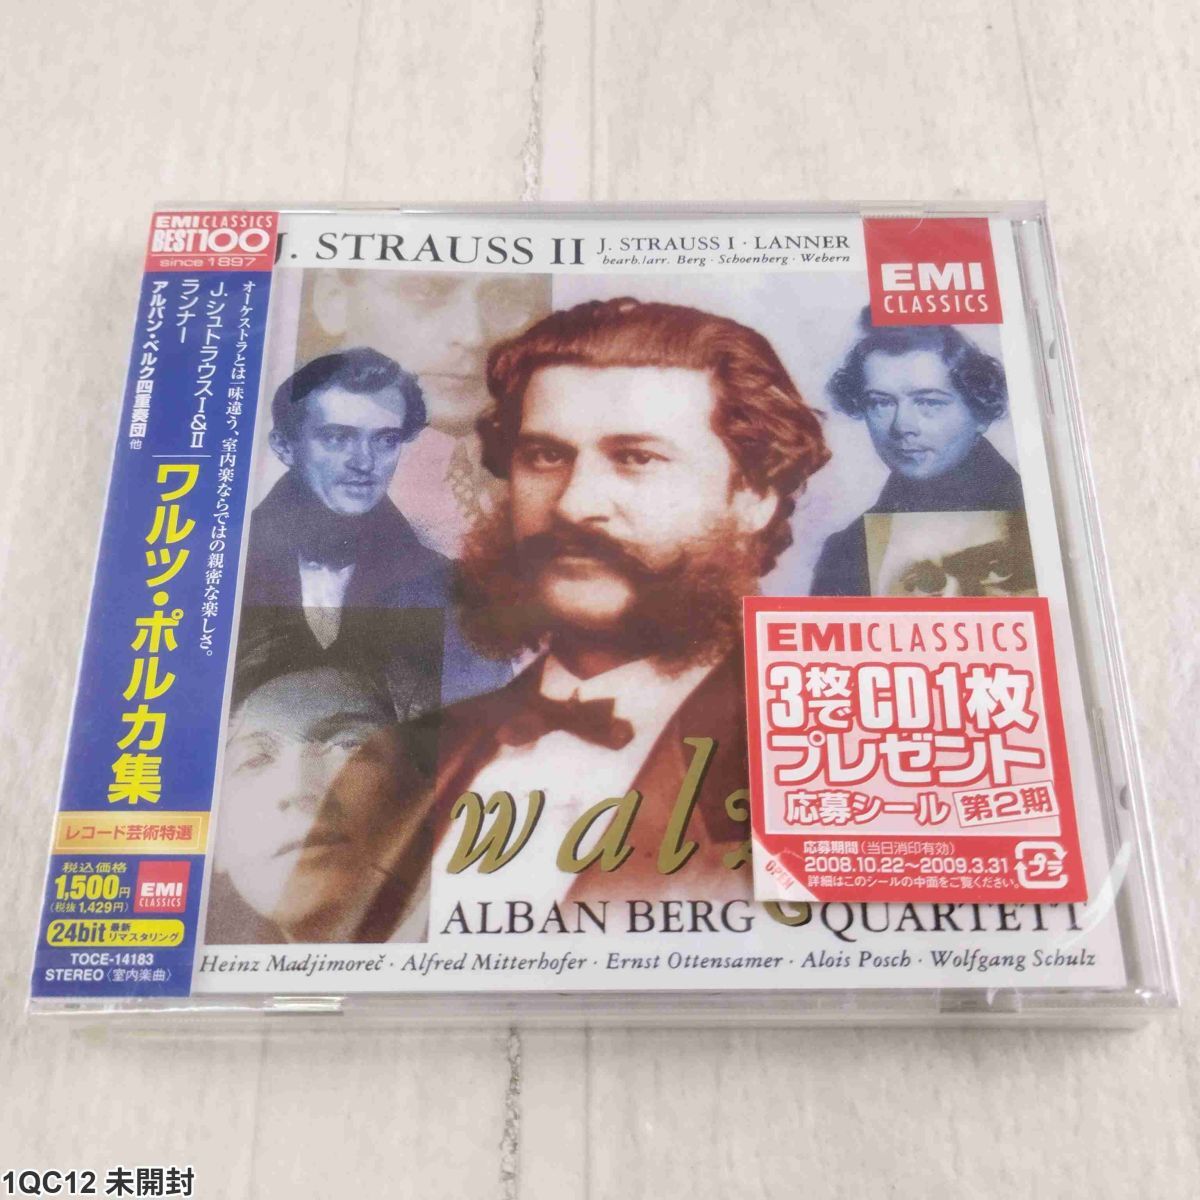 EMI CLASSICS
BEST100
since 1897
オーケストラとは一味違う、室内楽ならではの親密な楽しさ。
J.シュトラウスI&II
ランナー
アルバン・ベルク四重奏団 他
ワルツ・ポルカ集
レコード芸術特選
税込価格
1,500円
(税抜 1,429円)
EMI
CLASSICS
24bit 最新リマスタリング
TOCE-14183
STEREO〈室内楽曲〉
J. STRAUSS II
J. STRAUSS I · LANNER
bearb./arr. Berg · Schoenberg · Webern
EMI
CLASSICS
walz
ALBAN BERG QUARTETT
Heinz Madjimoreč · Alfred Mitterhofer · Ernst Ottensamer · Alois Posch · Wolfgang Schulz
EMI CLASSICS
3枚でCD1枚
プレゼント
応募シール 第2期
応募期間(当日消印有効)
2008.10.22〜2009.3.31
詳細はこのシールの中面をご覧ください。
OPEN
プラ
1QC12 未開封